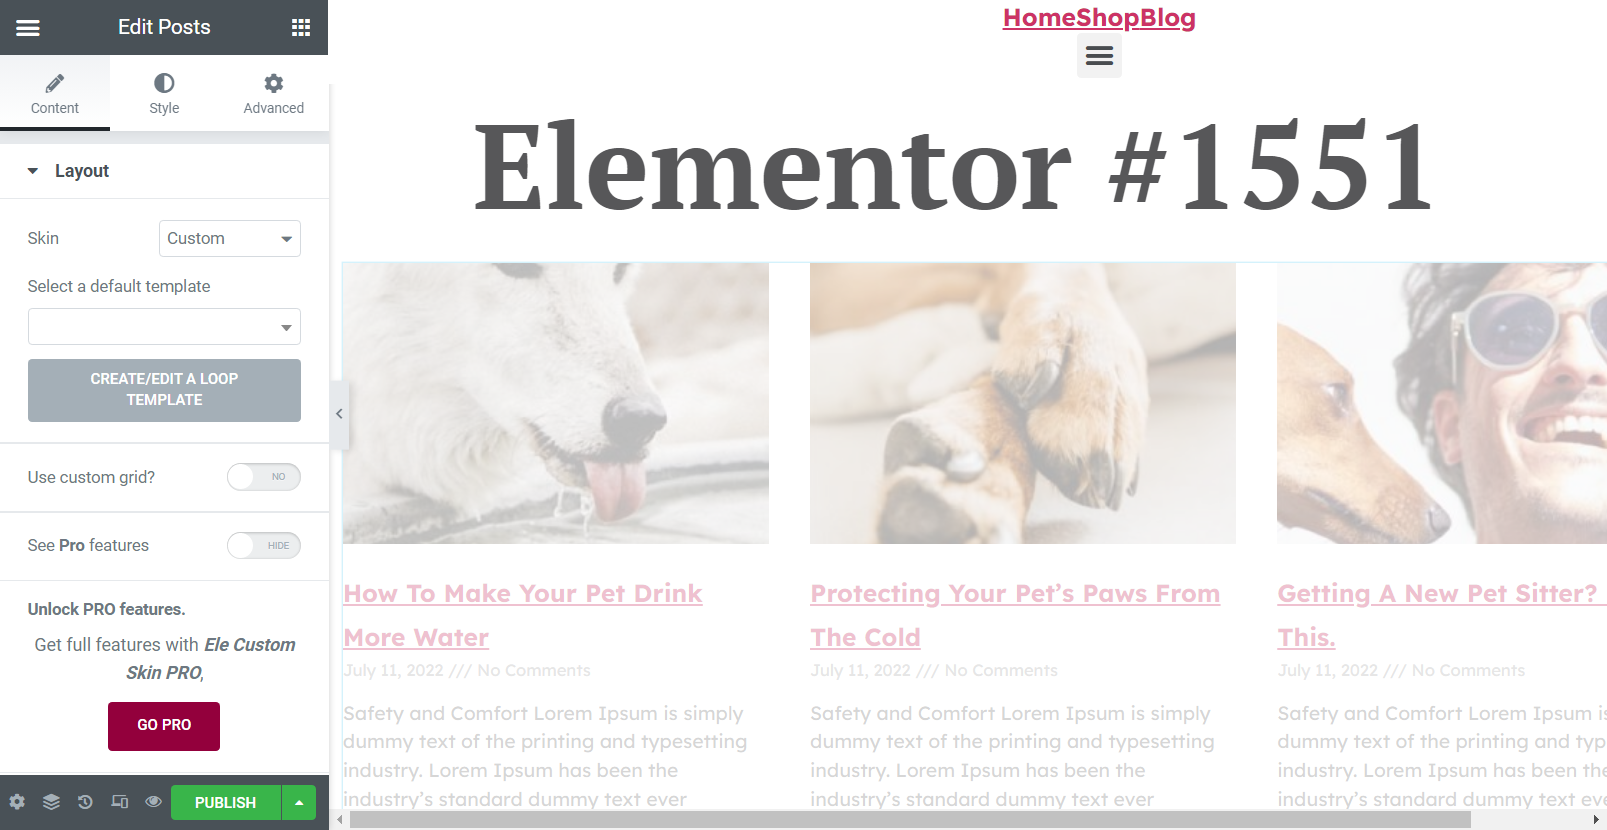 Edit Posts
Content
Style
Advanced
Layout
Skin
Custom
Select a default template
CREATE/EDIT A LOOP
TEMPLATE
Use custom grid?
NO
See Pro features
HIDE
Unlock PRO features.
Get full features with Ele Custom
Skin PRO,
GO PRO
PUBLISH
HomeShopBlog
Elementor #1551
How To Make Your Pet Drink
More Water
July 11, 2022 /// No Comments
Safety and Comfort Lorem Ipsum is simply
dummy text of the printing and typesetting
industry. Lorem Ipsum has been the
industry’s standard dummy text ever
Protecting Your Pet’s Paws From
The Cold
July 11, 2022 /// No Comments
Safety and Comfort Lorem Ipsum is simply
dummy text of the printing and typesetting
industry. Lorem Ipsum has been the
industry’s standard dummy text ever
Getting A New Pet Sitter?
This.
July 11, 2022 /// No Comments
Safety and Comfort Lorem Ipsum is
dummy text of the printing and typ
industry. Lorem Ipsum has been the
industry’s standard dummy text eve